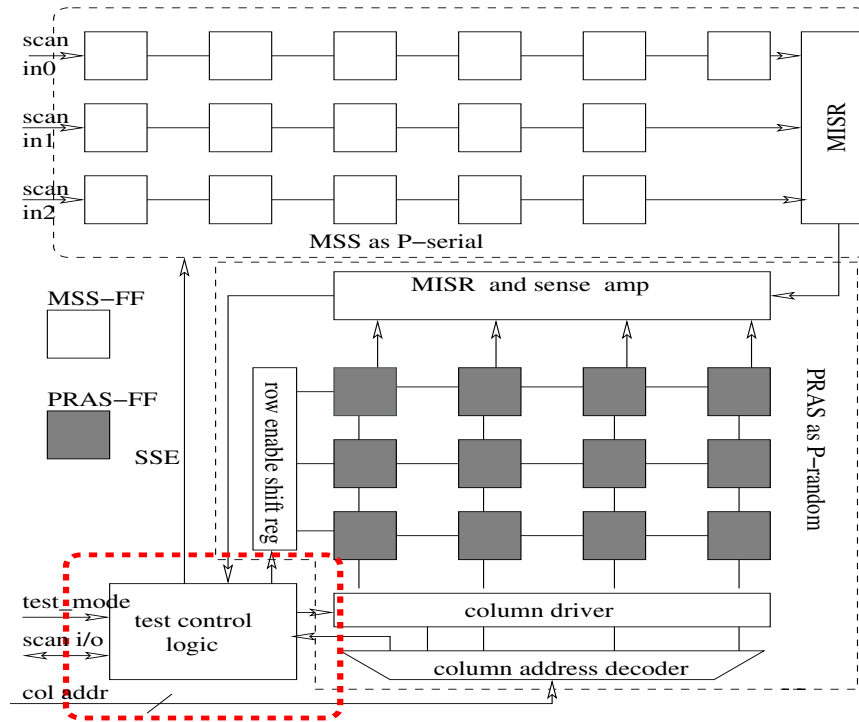 scan
in0
scan
in1
scan
in2
MISR
MSS as P-serial
MISR and sense amp
MSS-FF
PRAS-FF
SSE
row enable shift reg
PRAS as P-random
test_mode
scan i/o
col addr
test control
logic
column driver
column address decoder